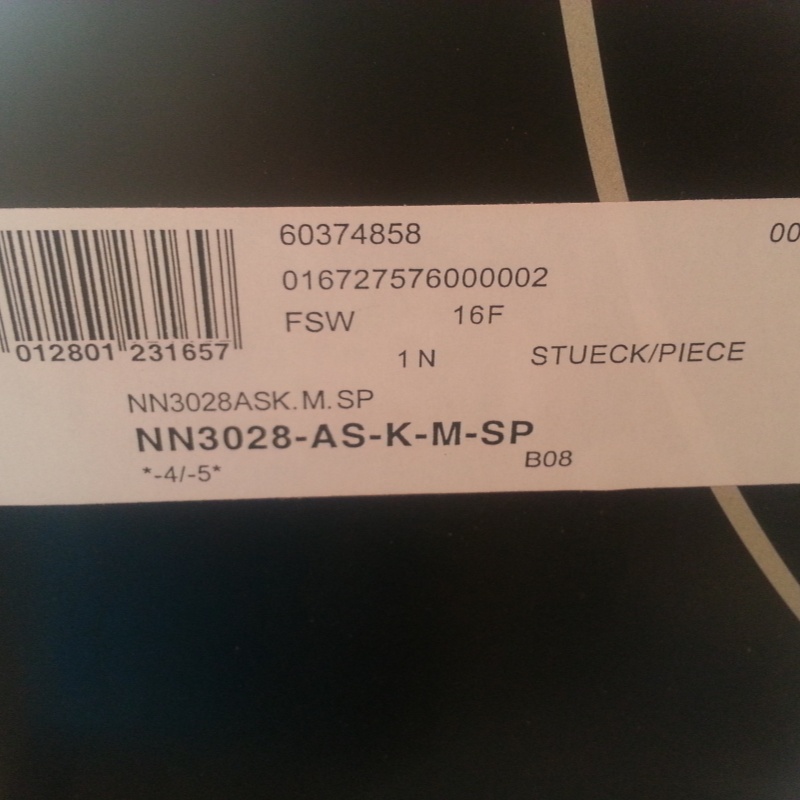 60374858
00
016727576000002
FSW 16F
012801 231657
1 N STUECK/PIECE
NN3028ASK.M.SP
NN3028-AS-K-M-SP
*-4/-5* B08